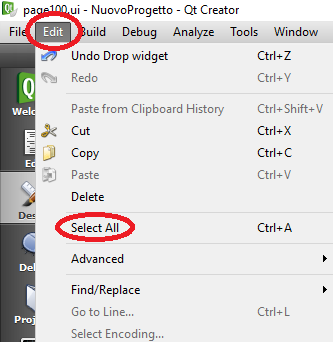 page100.ui - NuovoProgetto - Qt Creator
File Edit Build Debug Analyze Tools W
Undo Drop widget Ctrl+Z
Redo Ctrl+Y
Paste from Clipboard History Ctrl+Shift+V
Cut Ctrl+X
Copy Ctrl+C
Paste Ctrl+V
Delete
Select All Ctrl+A
Advanced
Find/Replace
Go to Line... Ctrl+L
Select Encoding...
Qt
Welc
Ed
Des
De
Proj